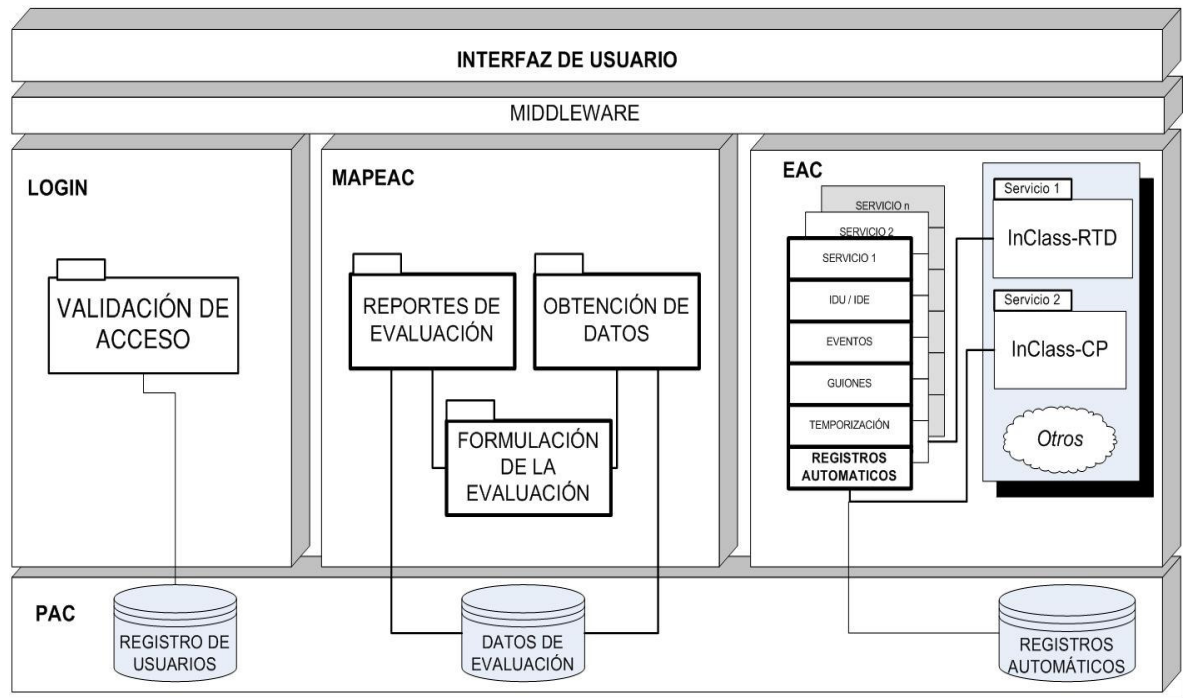 INTERFAZ DE USUARIO
MIDDLEWARE
LOGIN
VALIDACIÓN DE
ACCESO
MAPEAC
REPORTES DE
EVALUACIÓN
OBTENCIÓN DE
DATOS
FORMULACIÓN
DE LA
EVALUACIÓN
EAC
SERVICIO n
SERVICIO 2
SERVICIO 1
IDU / IDE
EVENTOS
GUIONES
TEMPORIZACIÓN
REGISTROS
AUTOMATICOS
Servicio 1
InClass-RTD
Servicio 2
InClass-CP
Otros
PAC
REGISTRO DE
USUARIOS
DATOS DE
EVALUACIÓN
REGISTROS
AUTOMÁTICOS